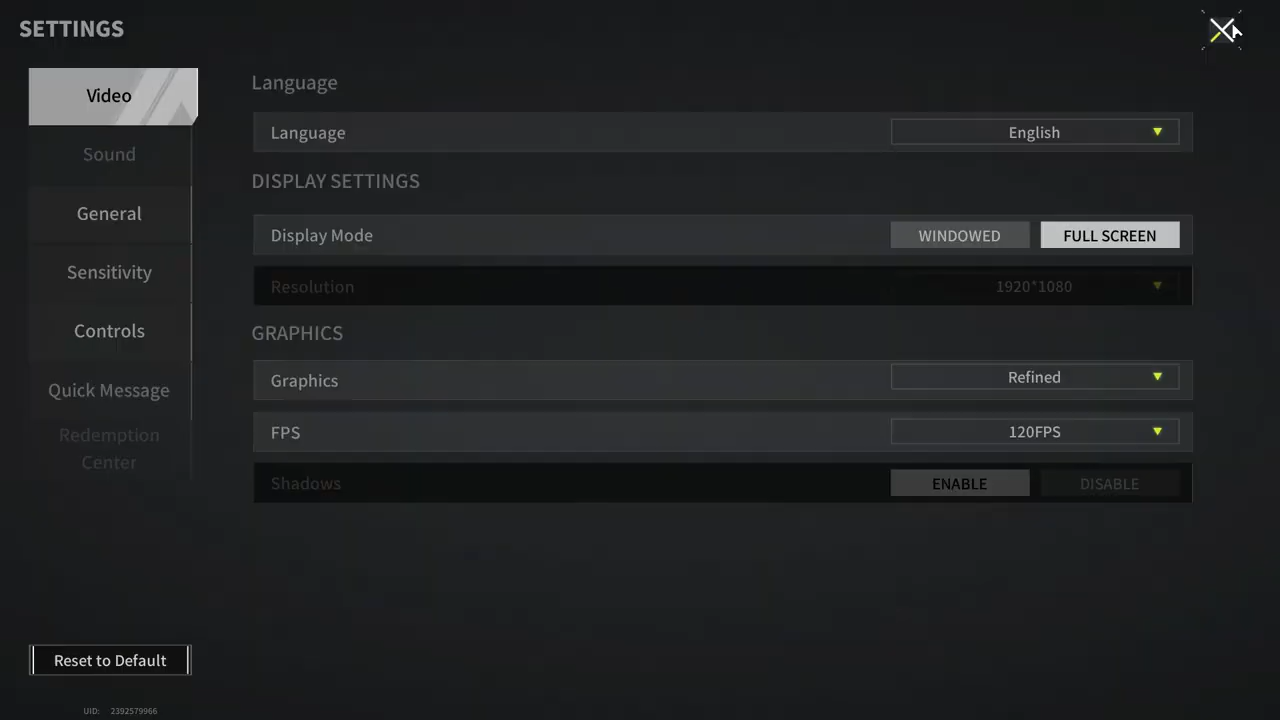 SETTINGS
Video
Sound
General
Sensitivity
Controls
Quick Message
Redemption
Center
Reset to Default
UID: 2392579966
Language
Language English
DISPLAY SETTINGS
Display Mode WINDOWED FULL SCREEN
Resolution 1920*1080
GRAPHICS
Graphics Refined
FPS 120FPS
Shadows ENABLE DISABLE